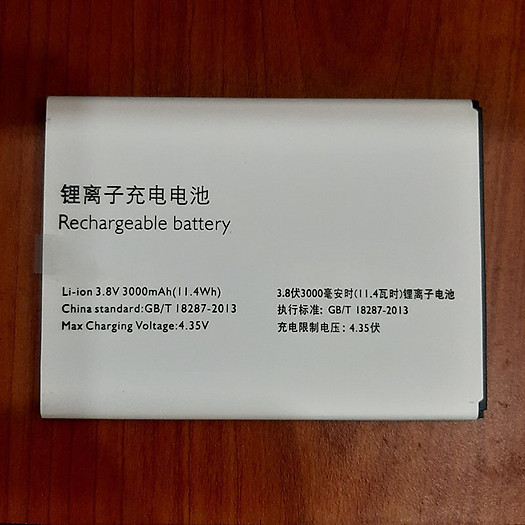 锂离子充电电池
Rechargeable battery
Li-ion 3.8V 3000mAh(11.4Wh)
China standard:GB/T 18287-2013
Max Charging Voltage:4.35V
3.8伏3000毫安时(11.4瓦时)锂离子电池
执行标准: GB/T 18287-2013
充电限制电压: 4.35伏